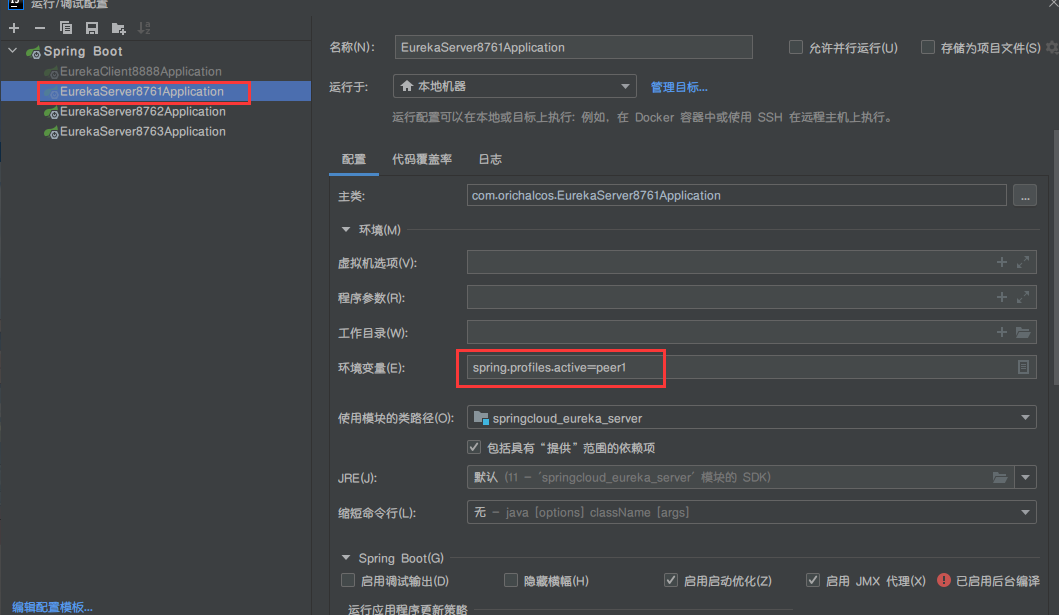 运行/调试配置
Spring Boot
EurekaClient8888Application
EurekaServer8761Application
EurekaServer8762Application
EurekaServer8763Application
编辑配置模板...
名称(N): EurekaServer8761Application 允许并行运行(U) 存储为项目文件(S)
运行于: 本地机器 管理目标...
运行配置可以在本地或目标上执行: 例如，在 Docker 容器中或使用 SSH 在远程主机上执行。
配置 代码覆盖率 日志
主类: com.orichalcos.EurekaServer8761Application ...
环境(M)
虚拟机选项(V):
程序参数(R):
工作目录(W):
环境变量(E): spring.profiles.active=peer1
使用模块的类路径(O): springcloud_eureka_server
包括具有“提供”范围的依赖项
JRE(J): 默认 (11 - 'springcloud_eureka_server' 模块的 SDK)
缩短命令行(L): 无 - java [options] className [args]
Spring Boot(G)
启用调试输出(D) 隐藏横幅(H) 启用启动优化(Z) 启用 JMX 代理(X) 已启用后台编译
运行应用程序更新策略